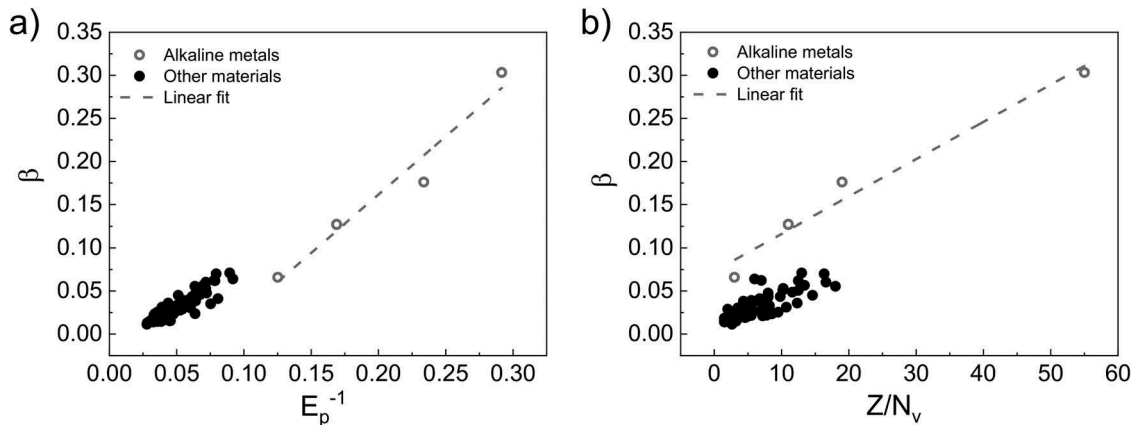 a)
0.35
0.30
0.25
0.20
0.15
0.10
0.05
0.00
β
Alkaline metals
Other materials
Linear fit
0.00 0.05 0.10 0.15 0.20 0.25 0.30
Eₚ⁻¹
b)
0.35
0.30
0.25
0.20
0.15
0.10
0.05
0.00
β
Alkaline metals
Other materials
Linear fit
0 10 20 30 40 50 60
Z/Nᵥ